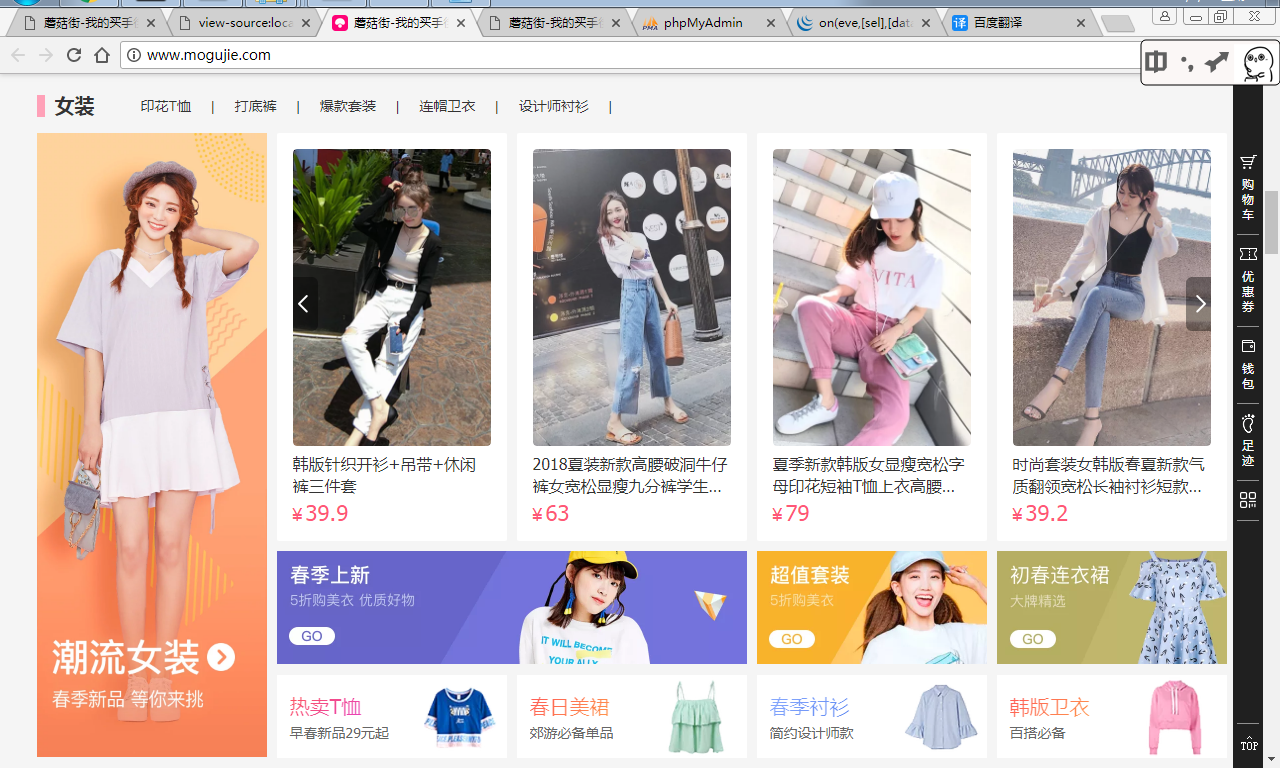 蘑菇街-我的买手
view-source:loca
蘑菇街-我的买手
蘑菇街-我的买手
phpMyAdmin
on(eve,[sel],[data
百度翻译
www.mogujie.com
中
女装
印花T恤 | 打底裤 | 爆款套装 | 连帽卫衣 | 设计师衬衫 |
购物车
优惠券
钱包
足迹
TOP
潮流女装
春季新品 等你来挑
VITA
韩版针织开衫+吊带+休闲
裤三件套
¥39.9
2018夏装新款高腰破洞牛仔
裤女宽松显瘦九分裤学生...
¥63
夏季新款韩版女显瘦宽松字
母印花短袖T恤上衣高腰...
¥79
时尚套装女韩版春夏新款气
质翻领宽松长袖衬衫短款...
¥39.2
春季上新
5折购美衣 优质好物
GO
IT WILL BECOME
YOUR ALLY
超值套装
5折购美衣
GO
初春连衣裙
大牌精选
GO
热卖T恤
早春新品29元起
春日美裙
郊游必备单品
春季衬衫
简约设计师款
韩版卫衣
百搭必备